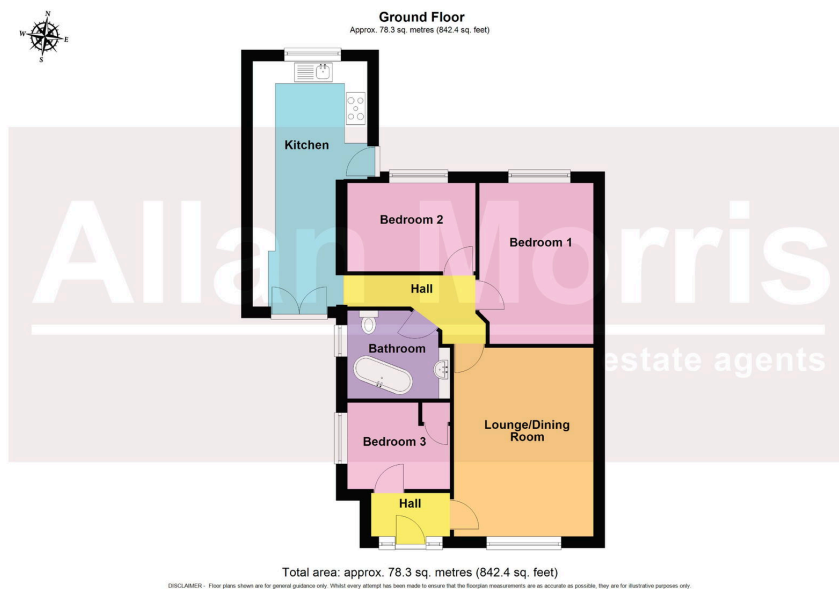 Ground Floor
Approx. 78.3 sq. metres (842.4 sq. feet)
N
W
E
S
Kitchen
Bedroom 2
Bedroom 1
Allan Morris
Hall
estate agents
Bathroom
Lounge/Dining
Room
Bedroom 3
Hall
Total area: approx. 78.3 sq. metres (842.4 sq. feet)
DISCLAIMER - Floor plans shown are for general guidance only. Whilst every attempt has been made to ensure that the floorplan measurements are as accurate as possible, they are for illustrative purposes only.